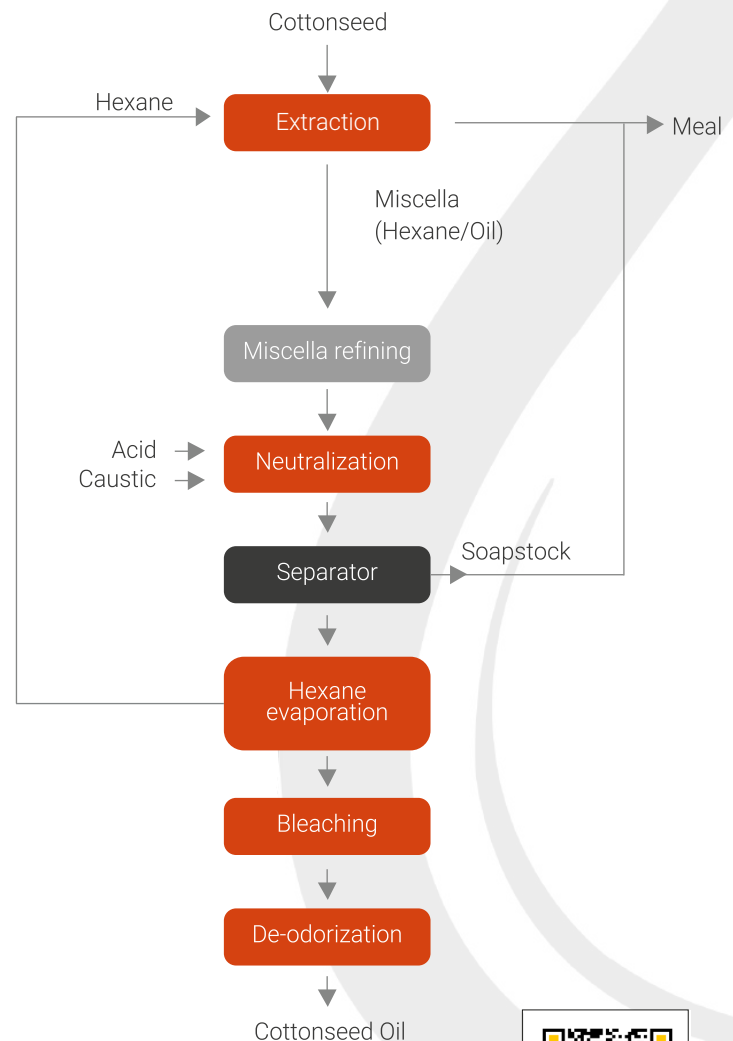 Cottonseed
Hexane
Extraction
Meal
Miscella
(Hexane/Oil)
Miscella refining
Acid
Caustic
Neutralization
Soapstock
Separator
Hexane
evaporation
Bleaching
De-odorization
Cottonseed Oil